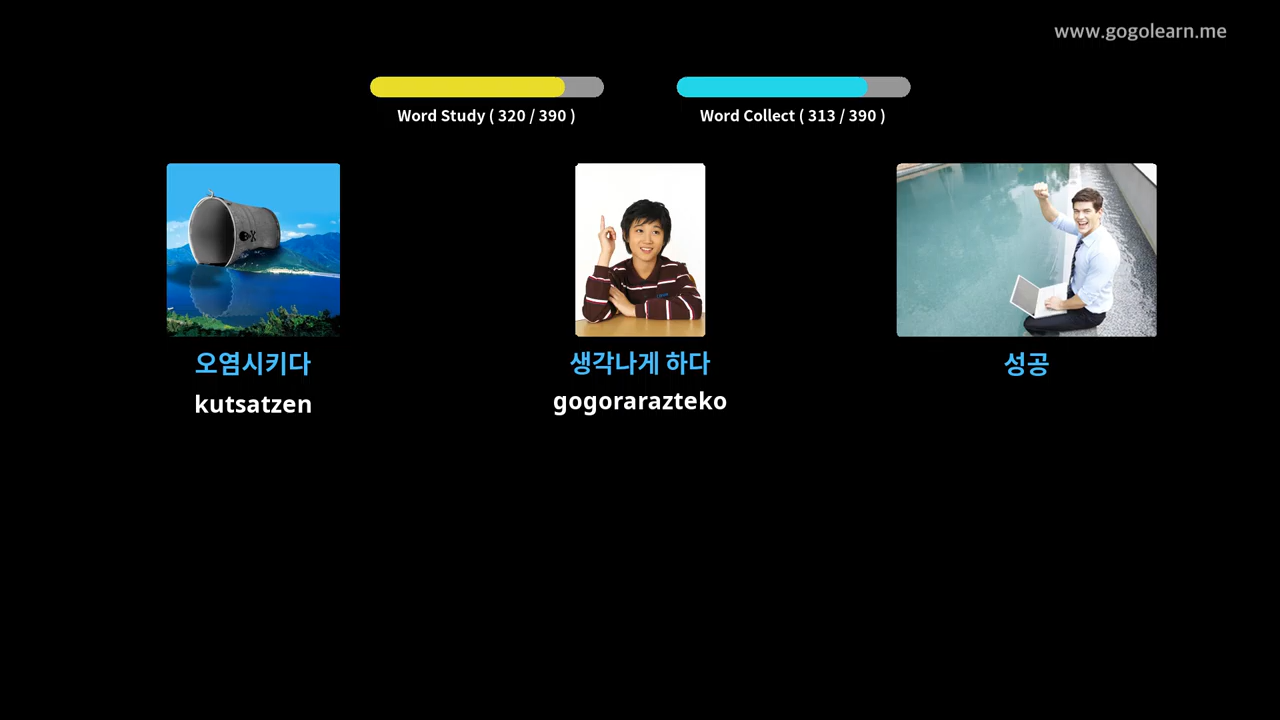 www.gogolearn.me
Word Study ( 320 / 390 )
Word Collect ( 313 / 390 )
오염시키다
생각나게 하다
성공
kutsatzen
gogorarazteko